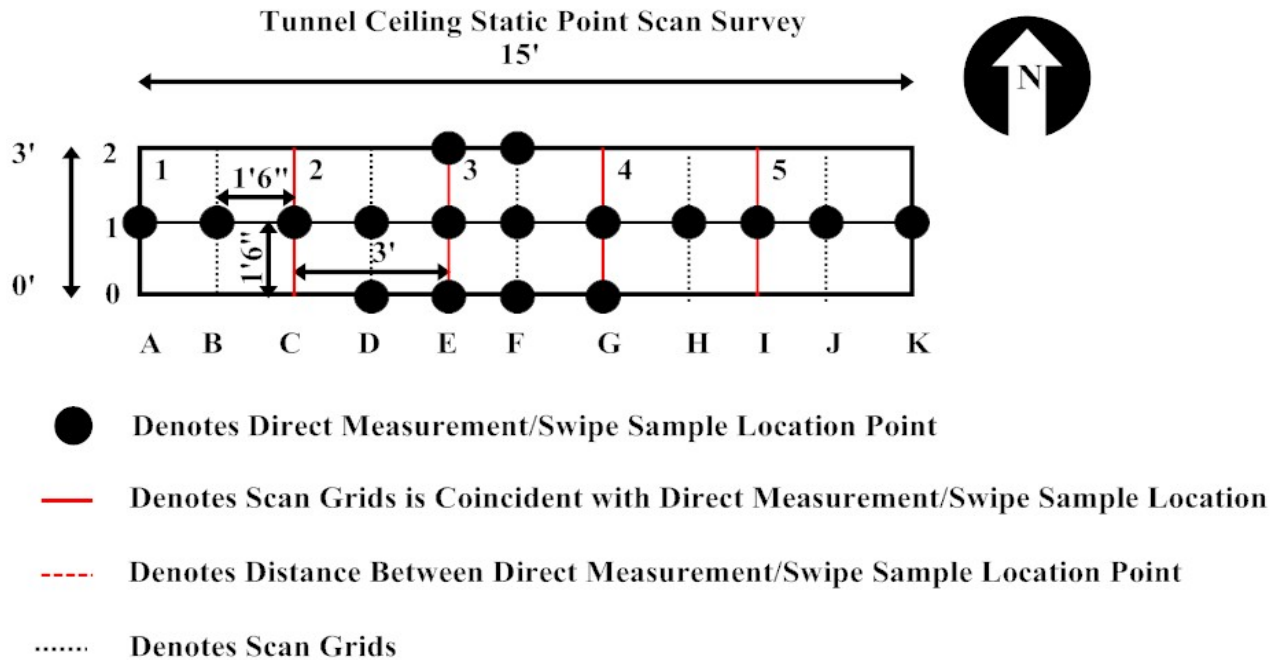 Tunnel Ceiling Static Point Scan Survey
15'
N
3'
2
1
2
3
4
5
1'6"
1
1'6"
3'
0'
0
A B C D E F G H I J K
Denotes Direct Measurement/Swipe Sample Location Point
Denotes Scan Grids is Coincident with Direct Measurement/Swipe Sample Location
Denotes Distance Between Direct Measurement/Swipe Sample Location Point
Denotes Scan Grids